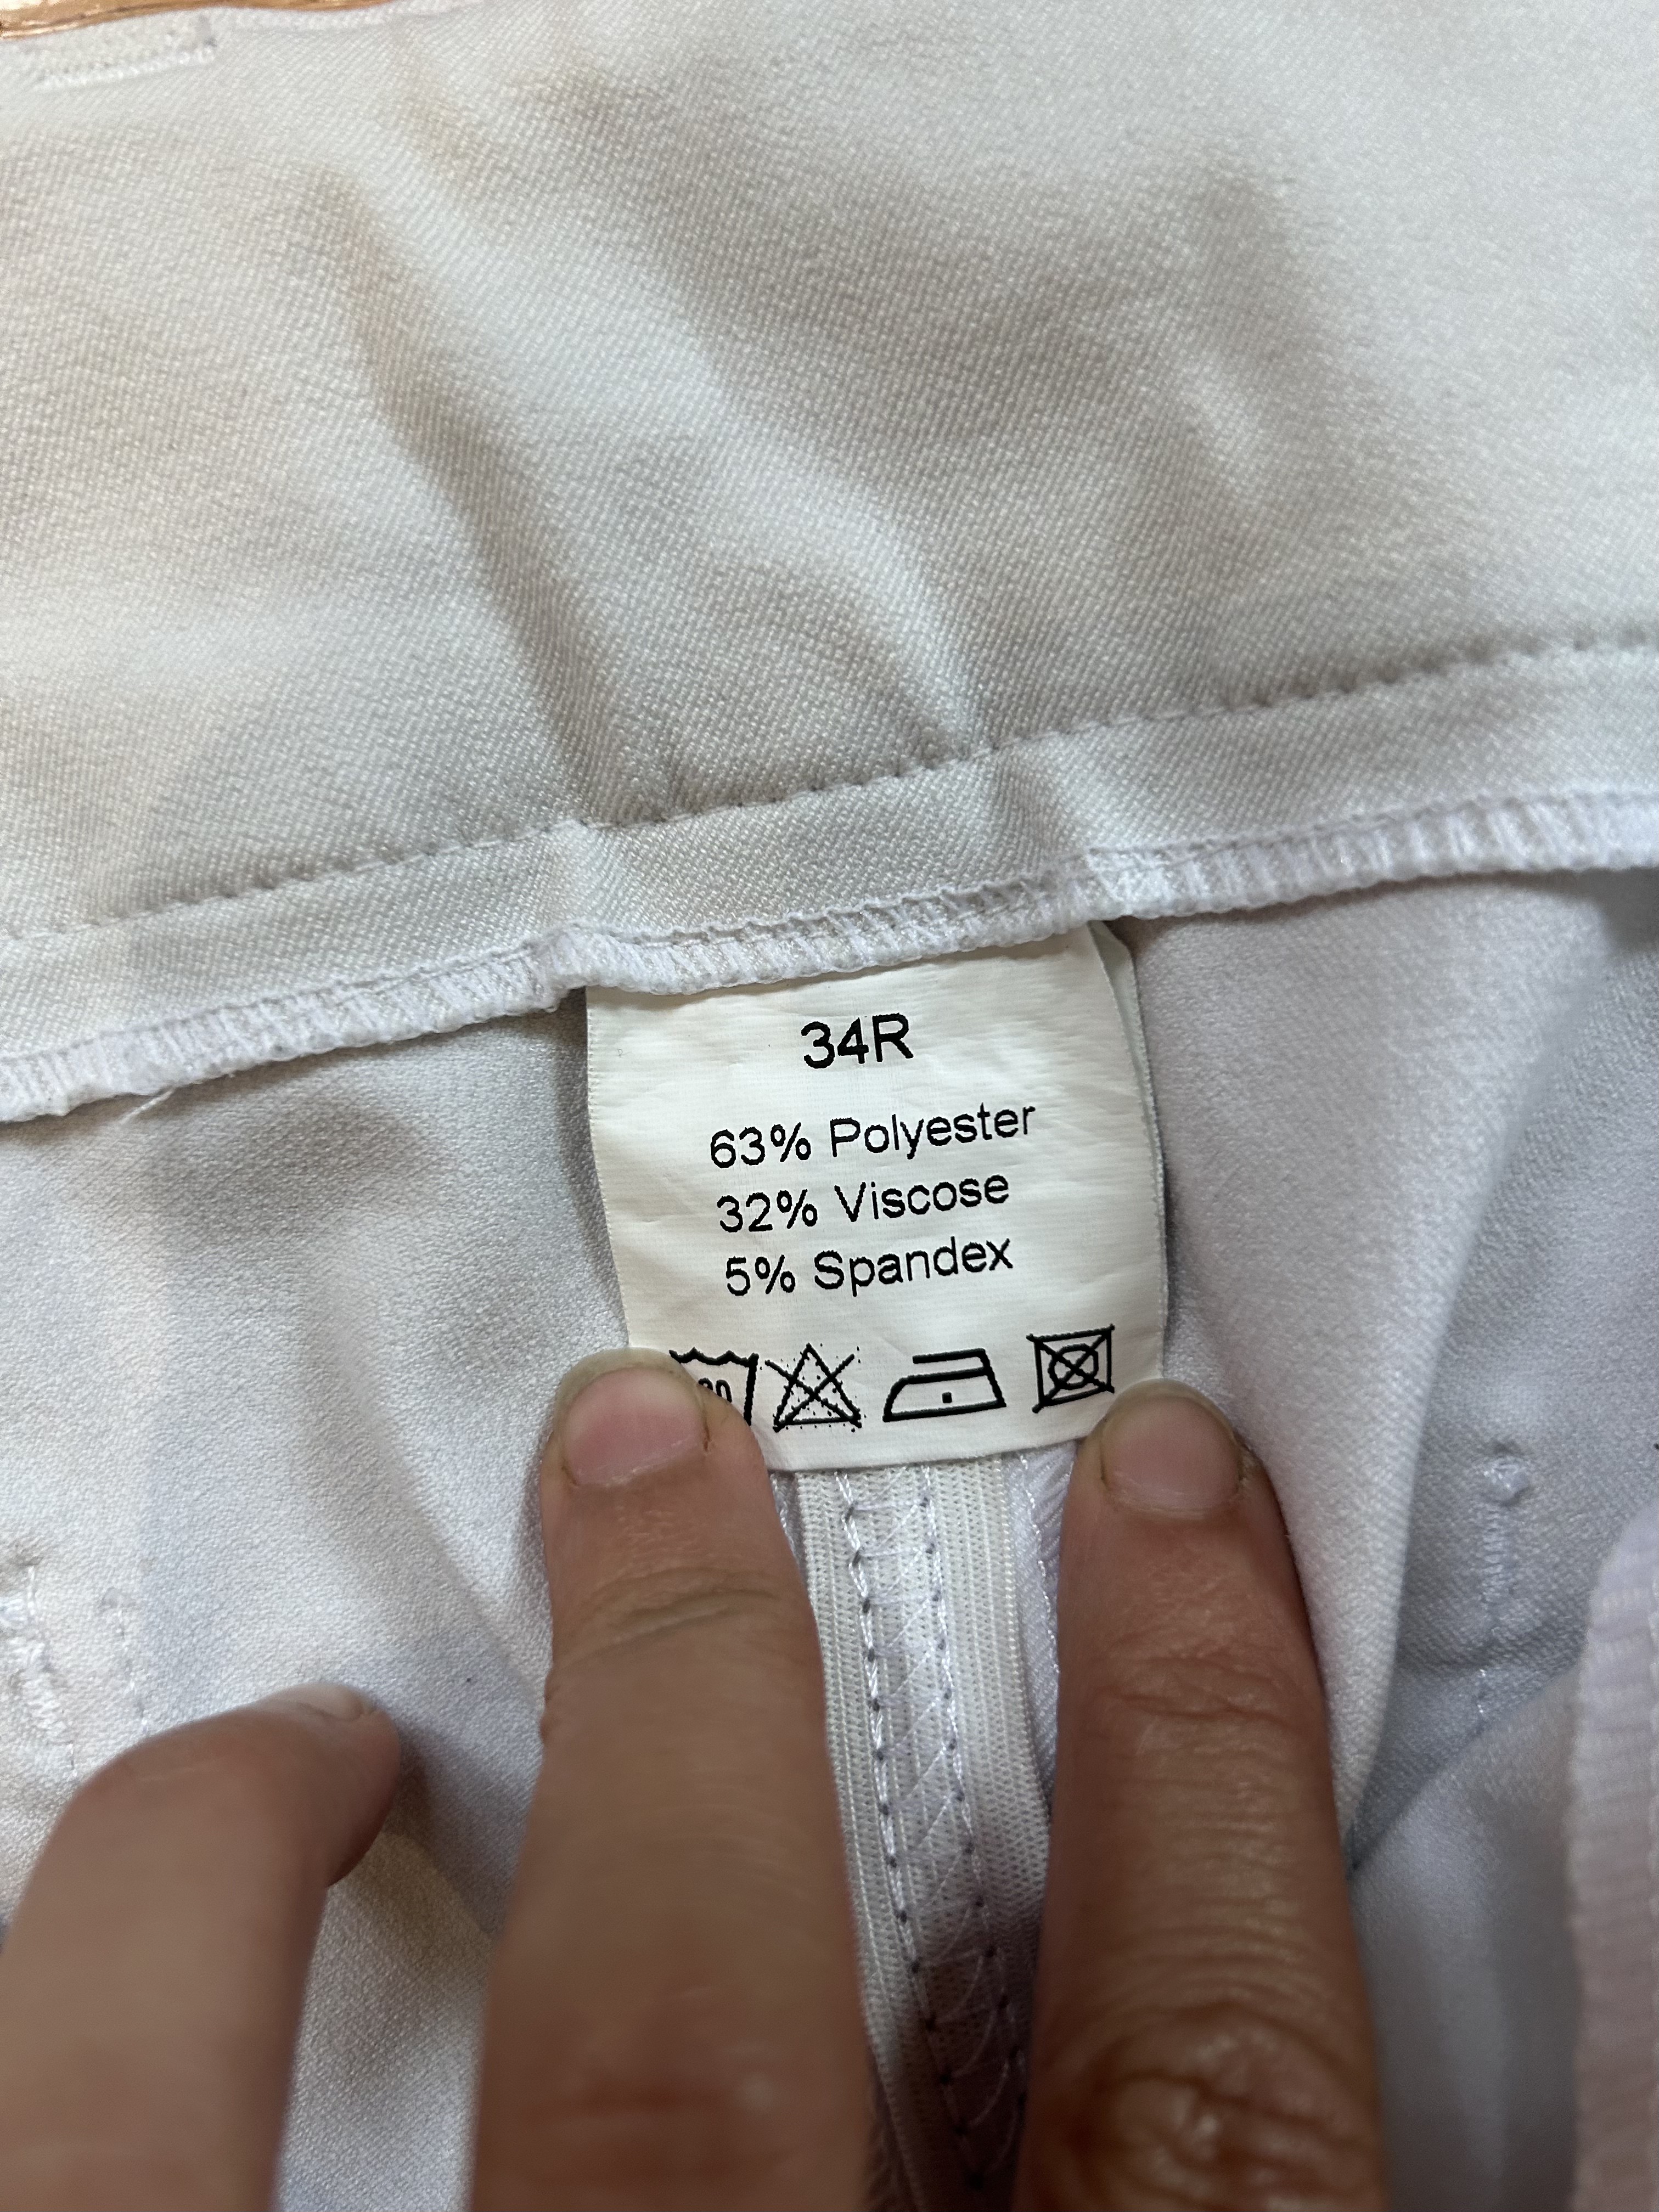 34R
63% Polyester
32% Viscose
5% Spandex